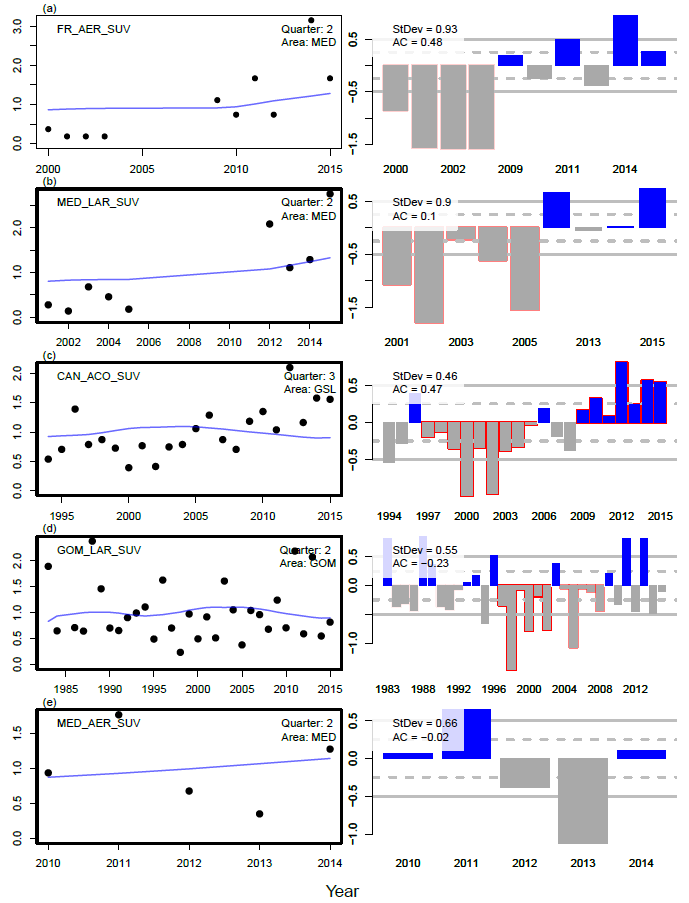 (a)
FR_AER_SUV
Quarter: 2
Area: MED
0.0 1.0 2.0 3.0
2000 2005 2010 2015
StDev = 0.93
AC = 0.48
−1.5 −0.5 0.5
2000 2002 2009 2011 2014
(b)
MED_LAR_SUV
Quarter: 2
Area: MED
0.0 1.0 2.0
2002 2004 2006 2008 2010 2012 2014
StDev = 0.9
AC = 0.1
−1.5 −0.5 0.5
2001 2003 2005 2013 2015
(c)
CAN_ACO_SUV
Quarter: 3
Area: GSL
0.0 0.5 1.0 1.5 2.0
1995 2000 2005 2010 2015
StDev = 0.46
AC = 0.47
−0.5 0.0 0.5
1994 1997 2000 2003 2006 2009 2012 2015
(d)
GOM_LAR_SUV
Quarter: 2
Area: GOM
0.0 0.5 1.0 1.5 2.0
1985 1990 1995 2000 2005 2010 2015
StDev = 0.55
AC = −0.23
−1.0 0.0 0.5
1983 1988 1992 1996 2000 2004 2008 2012
(e)
MED_AER_SUV
Quarter: 2
Area: MED
0.0 0.5 1.0 1.5
2010 2011 2012 2013 2014
StDev = 0.66
AC = −0.02
−1.0 −0.5 0.0 0.5
2010 2011 2012 2013 2014
Year